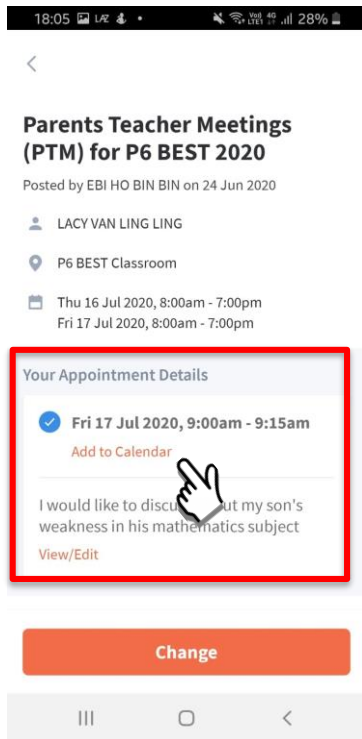 18:05 28%
Parents Teacher Meetings
(PTM) for P6 BEST 2020
Posted by EBI HO BIN BIN on 24 Jun 2020
LACY VAN LING LING
P6 BEST Classroom
Thu 16 Jul 2020, 8:00am - 7:00pm
Fri 17 Jul 2020, 8:00am - 7:00pm
Your Appointment Details
Fri 17 Jul 2020, 9:00am - 9:15am
Add to Calendar
I would like to discu ut my son's
weakness in his mathematics subject
View/Edit
Change